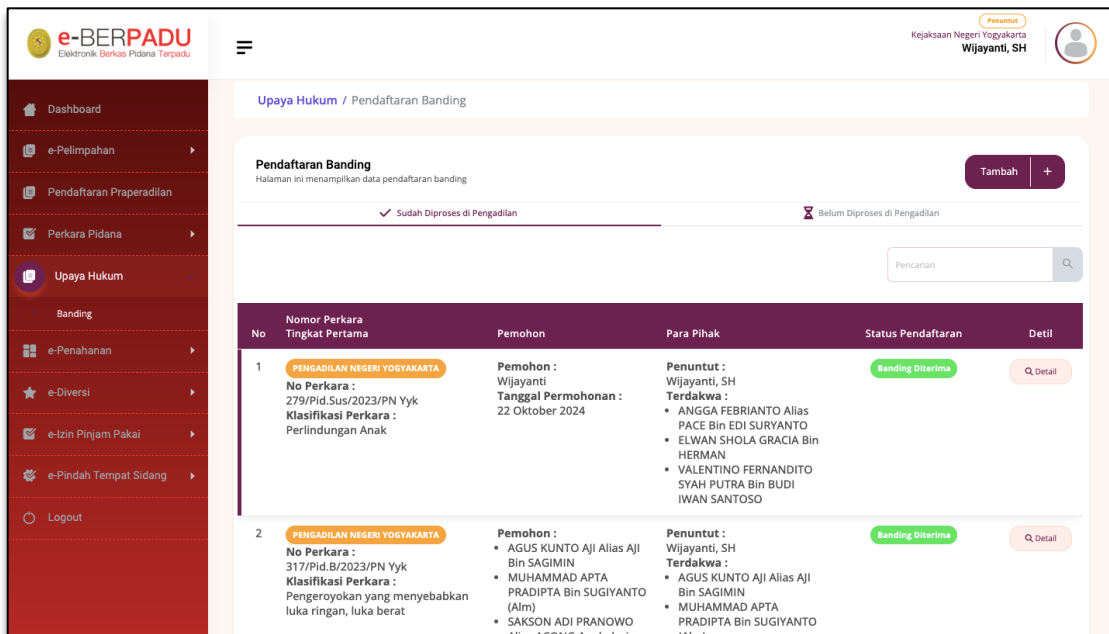 e-BERPADU
Elektronik Berkas Pidana Terpadu
Penuntut
Kejaksaan Negeri Yogyakarta
Wijayanti, SH
Dashboard
e-Pelimpahan
Pendaftaran Praperadilan
Perkara Pidana
Upaya Hukum
Banding
e-Penahanan
e-Diversi
e-Izin Pinjam Pakai
e-Pindah Tempat Sidang
Logout
Upaya Hukum / Pendaftaran Banding
Pendaftaran Banding
Halaman ini menampilkan data pendaftaran banding
Tambah +
Sudah Diproses di Pengadilan
Belum Diproses di Pengadilan
Pencarian
No
Nomor Perkara
Tingkat Pertama
Pemohon
Para Pihak
Status Pendaftaran
Detil
1
PENGADILAN NEGERI YOGYAKARTA
No Perkara :
279/Pid.Sus/2023/PN Yyk
Klasifikasi Perkara :
Perlindungan Anak
Pemohon :
Wijayanti
Tanggal Permohonan :
22 Oktober 2024
Penuntut :
Wijayanti, SH
Terdakwa :
• ANGGA FEBRIANTO Alias
PACE Bin EDI SURYANTO
• ELWAN SHOLA GRACIA Bin
HERMAN
• VALENTINO FERNANDITO
SYAH PUTRA Bin BUDI
IWAN SANTOSO
Banding Diterima
Detail
2
PENGADILAN NEGERI YOGYAKARTA
No Perkara :
317/Pid.B/2023/PN Yyk
Klasifikasi Perkara :
Pengeroyokan yang menyebabkan
luka ringan, luka berat
Pemohon :
• AGUS KUNTO AJI Alias AJI
Bin SAGIMIN
• MUHAMMAD APTA
PRADIPTA Bin SUGIYANTO
(Alm)
• SAKSON ADI PRANOWO
Penuntut :
Wijayanti, SH
Terdakwa :
• AGUS KUNTO AJI Alias AJI
Bin SAGIMIN
• MUHAMMAD APTA
PRADIPTA Bin SUGIYANTO
Banding Diterima
Detail